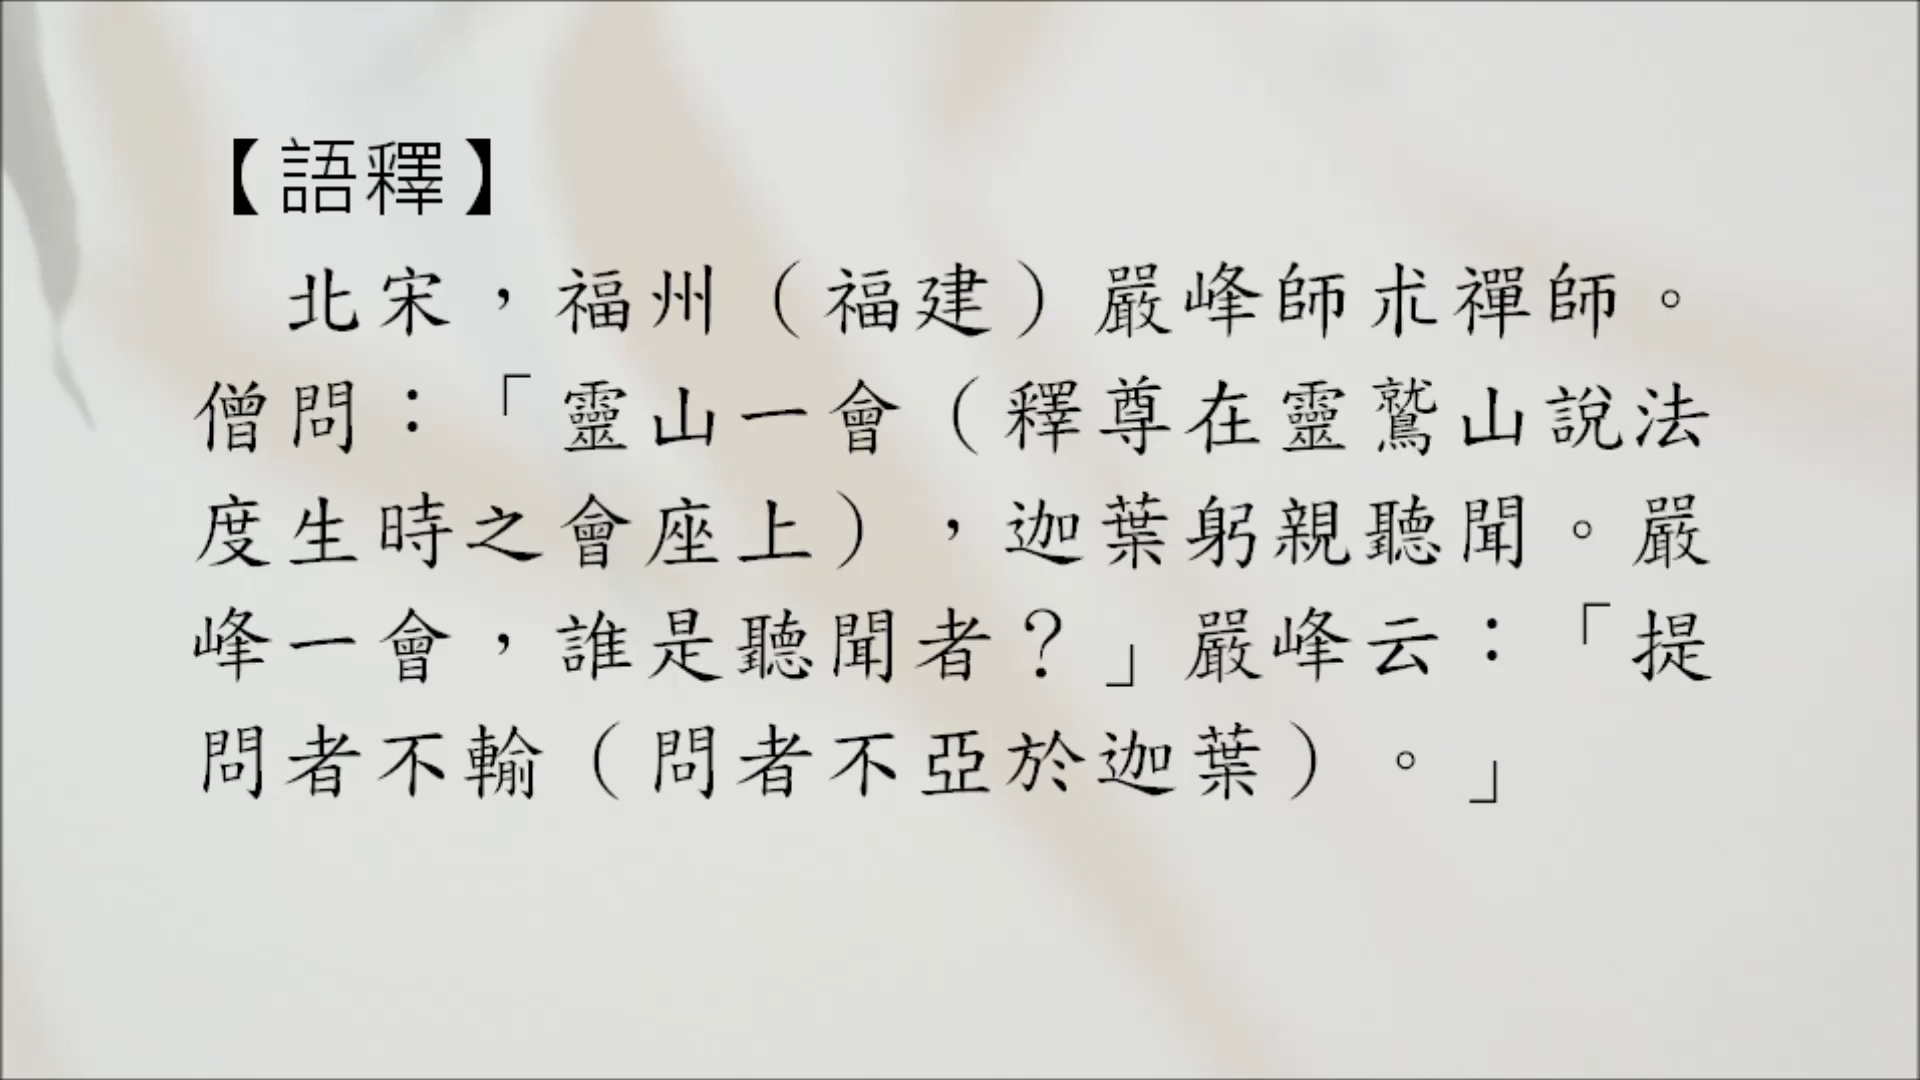 【語釋】
北宋，福州（福建）嚴峰師朮禪師。
僧問：「靈山一會（釋尊在靈鷲山說法
度生時之會座上），迦葉躬親聽聞。嚴
峰一會，誰是聽聞者？」嚴峰云：「提
問者不輸（問者不亞於迦葉）。」